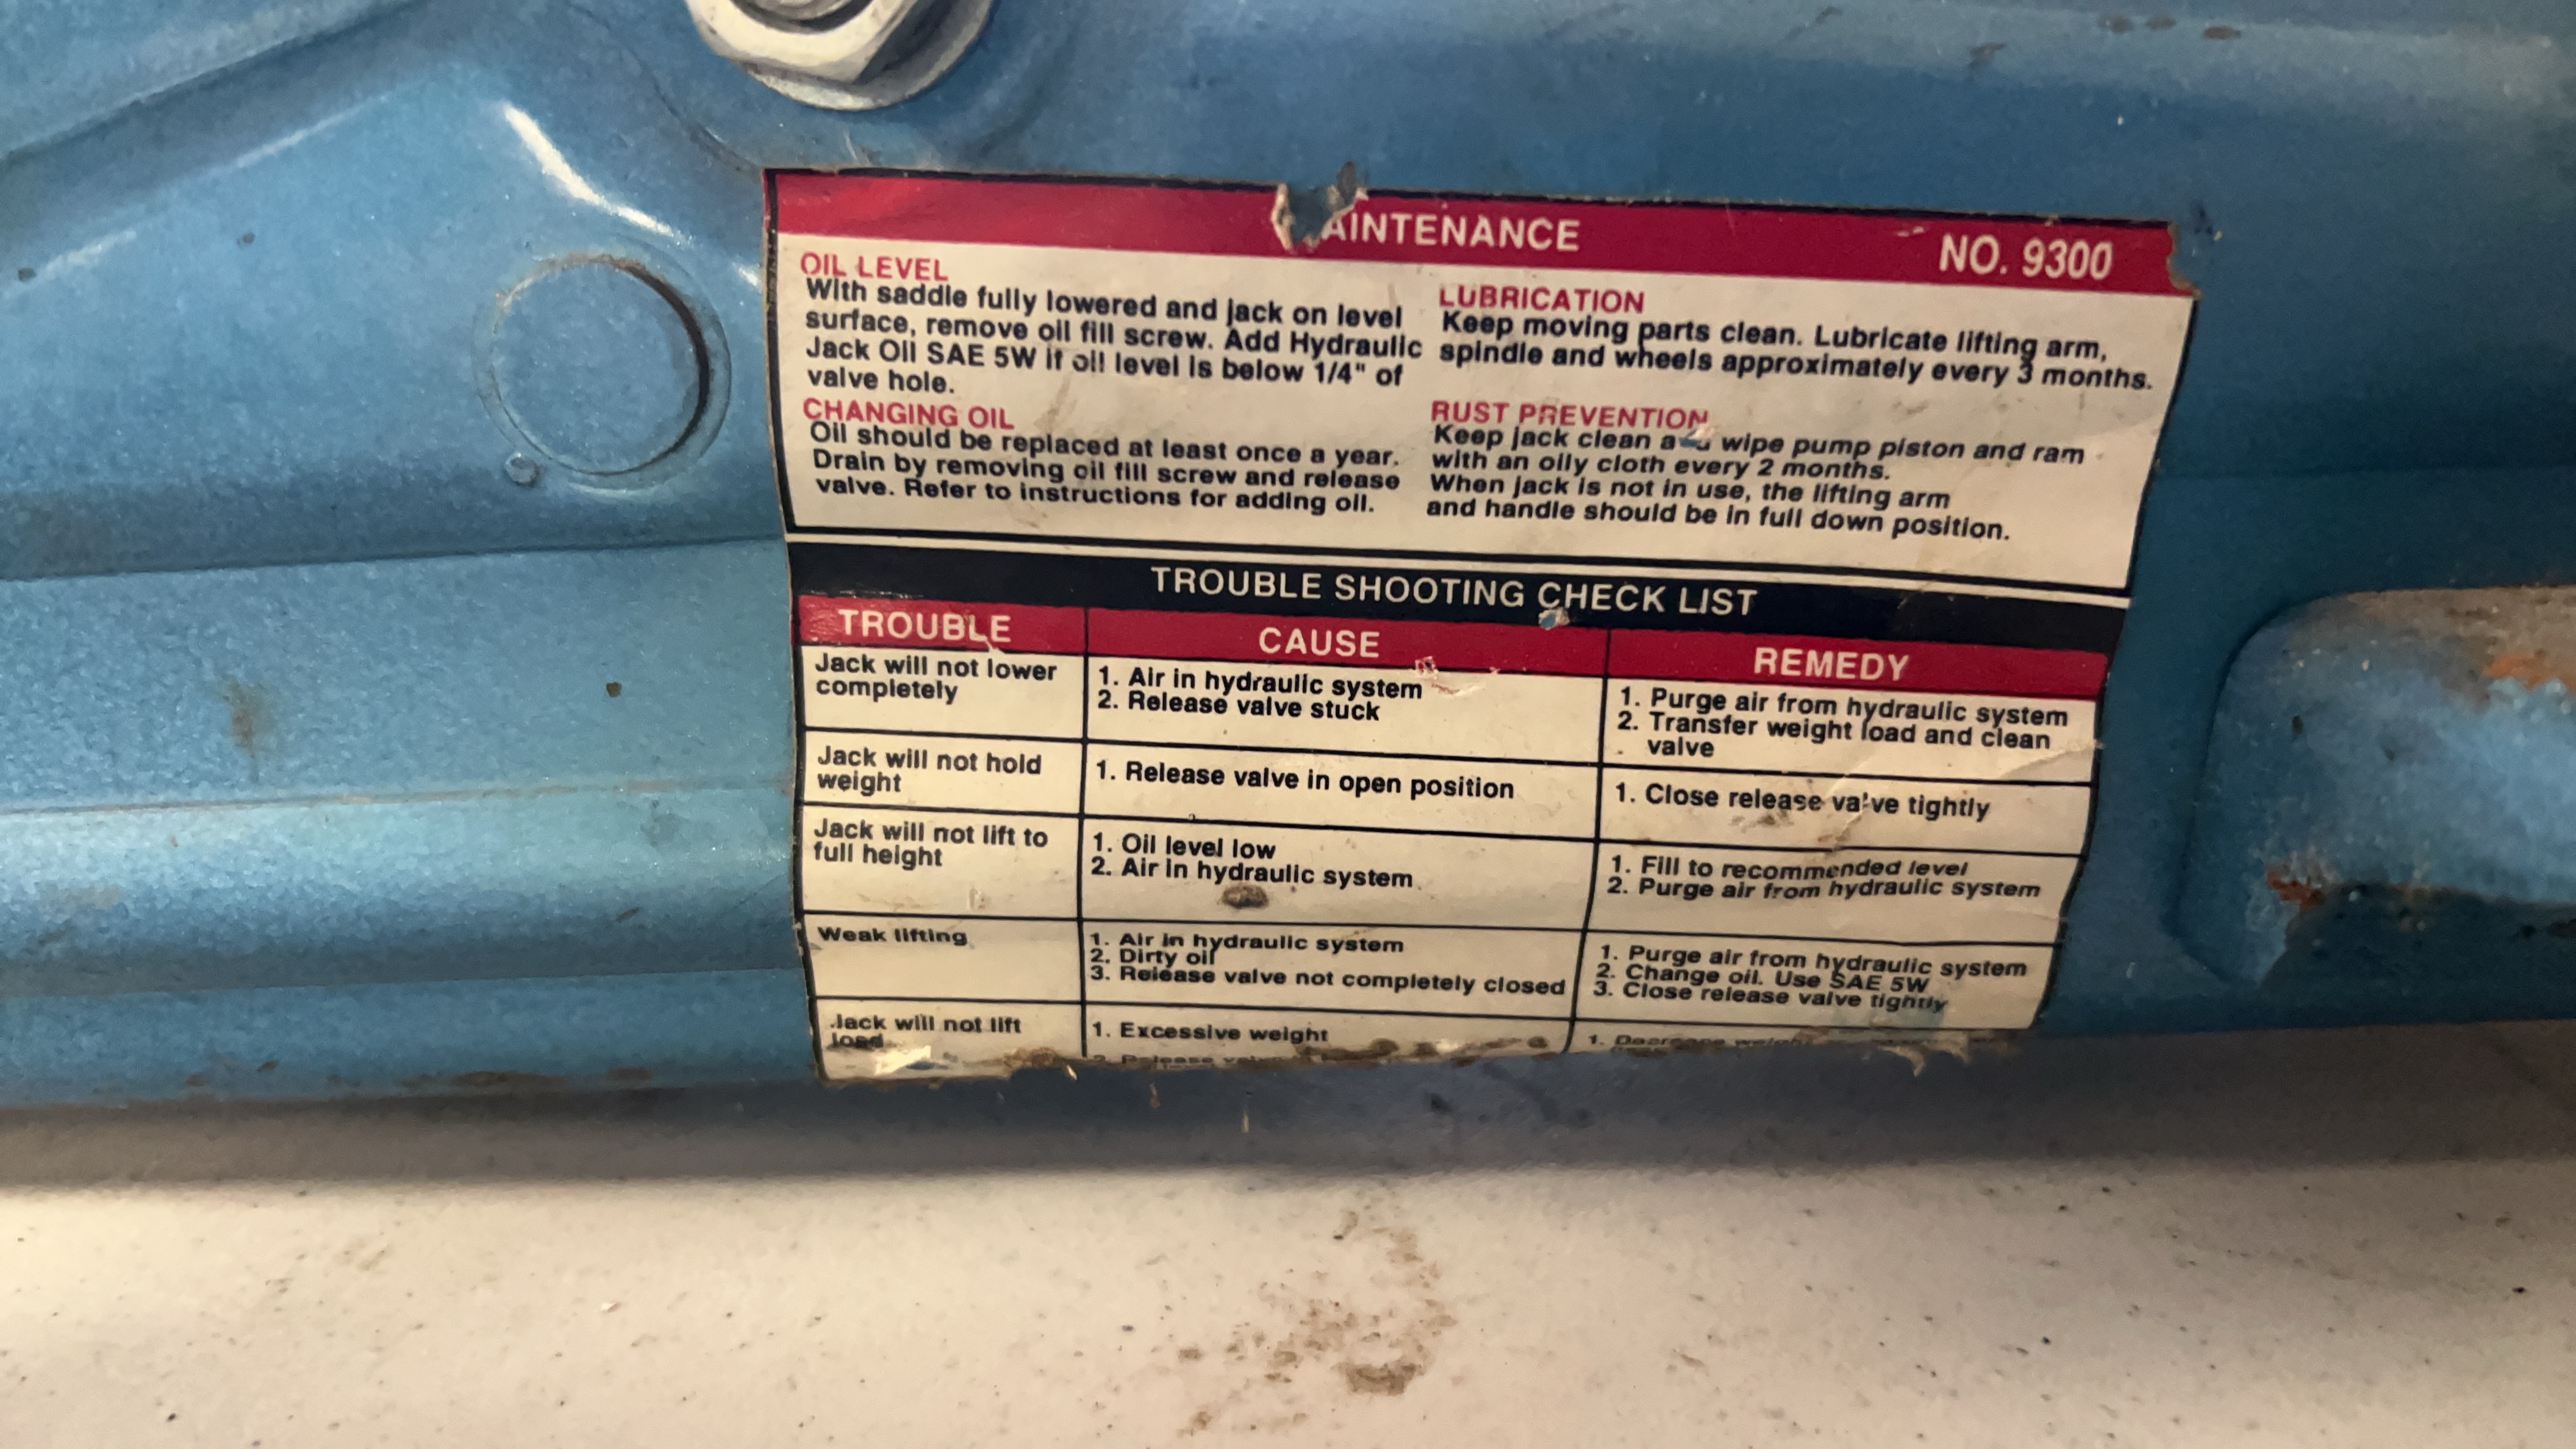 AINTENANCE
NO. 9300
OIL LEVEL
With saddle fully lowered and jack on level
surface, remove oil fill screw. Add Hydraulic
Jack Oil SAE 5W if oil level is below 1/4" of
valve hole.
CHANGING OIL
Oil should be replaced at least once a year.
Drain by removing oil fill screw and release
valve. Refer to instructions for adding oil.
LUBRICATION
Keep moving parts clean. Lubricate lifting arm,
spindle and wheels approximately every 3 months.
RUST PREVENTION
Keep jack clean wipe pump piston and ram
with an oily cloth every 2 months.
When jack is not in use, the lifting arm
and handle should be in full down position.
TROUBLE SHOOTING CHECK LIST
TROUBLE
CAUSE
REMEDY
Jack will not lower
completely
1. Air in hydraulic system
2. Release valve stuck
1. Purge air from hydraulic system
2. Transfer weight load and clean
valve
Jack will not hold
weight
1. Release valve in open position
1. Close release valve tightly
Jack will not lift to
full height
1. Oil level low
2. Air in hydraulic system
1. Fill to recommended level
2. Purge air from hydraulic system
Weak lifting
1. Air in hydraulic system
2. Dirty oil
3. Release valve not completely closed
1. Purge air from hydraulic system
2. Change oil. Use SAE 5W
3. Close release valve tightly
Jack will not lift
load
1. Excessive weight
2. Release
1. Decrease weight